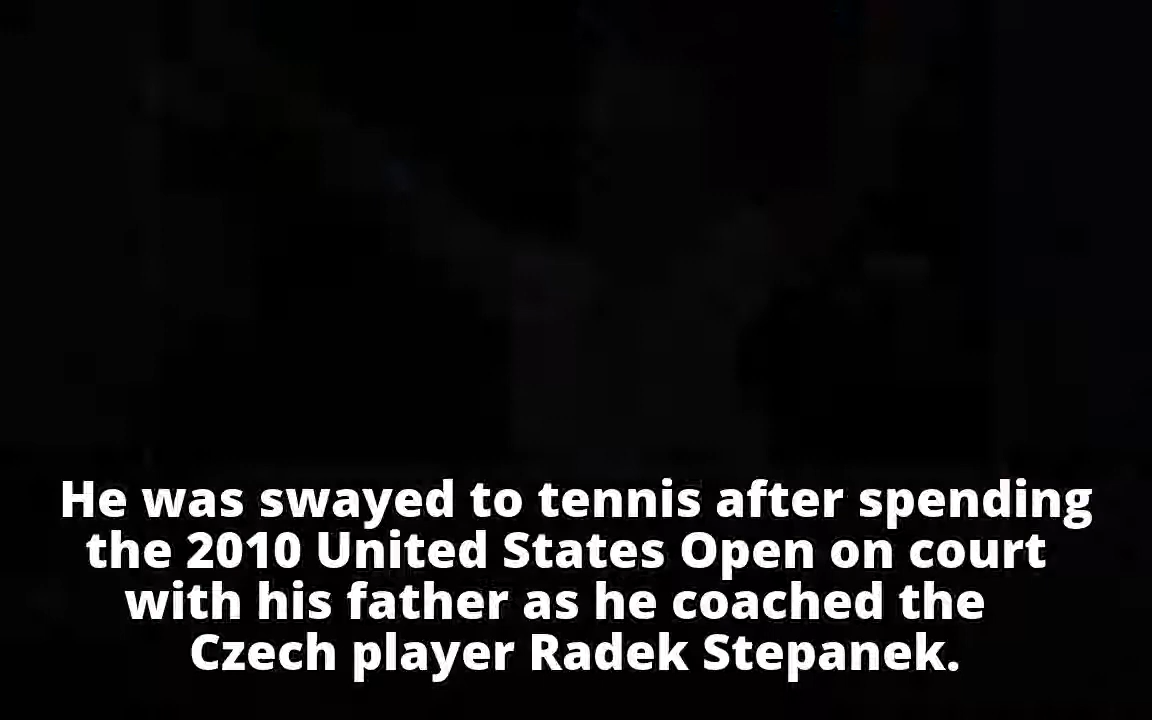 He was swayed to tennis after spending
the 2010 United States Open on court
with his father as he coached the
Czech player Radek Stepanek.